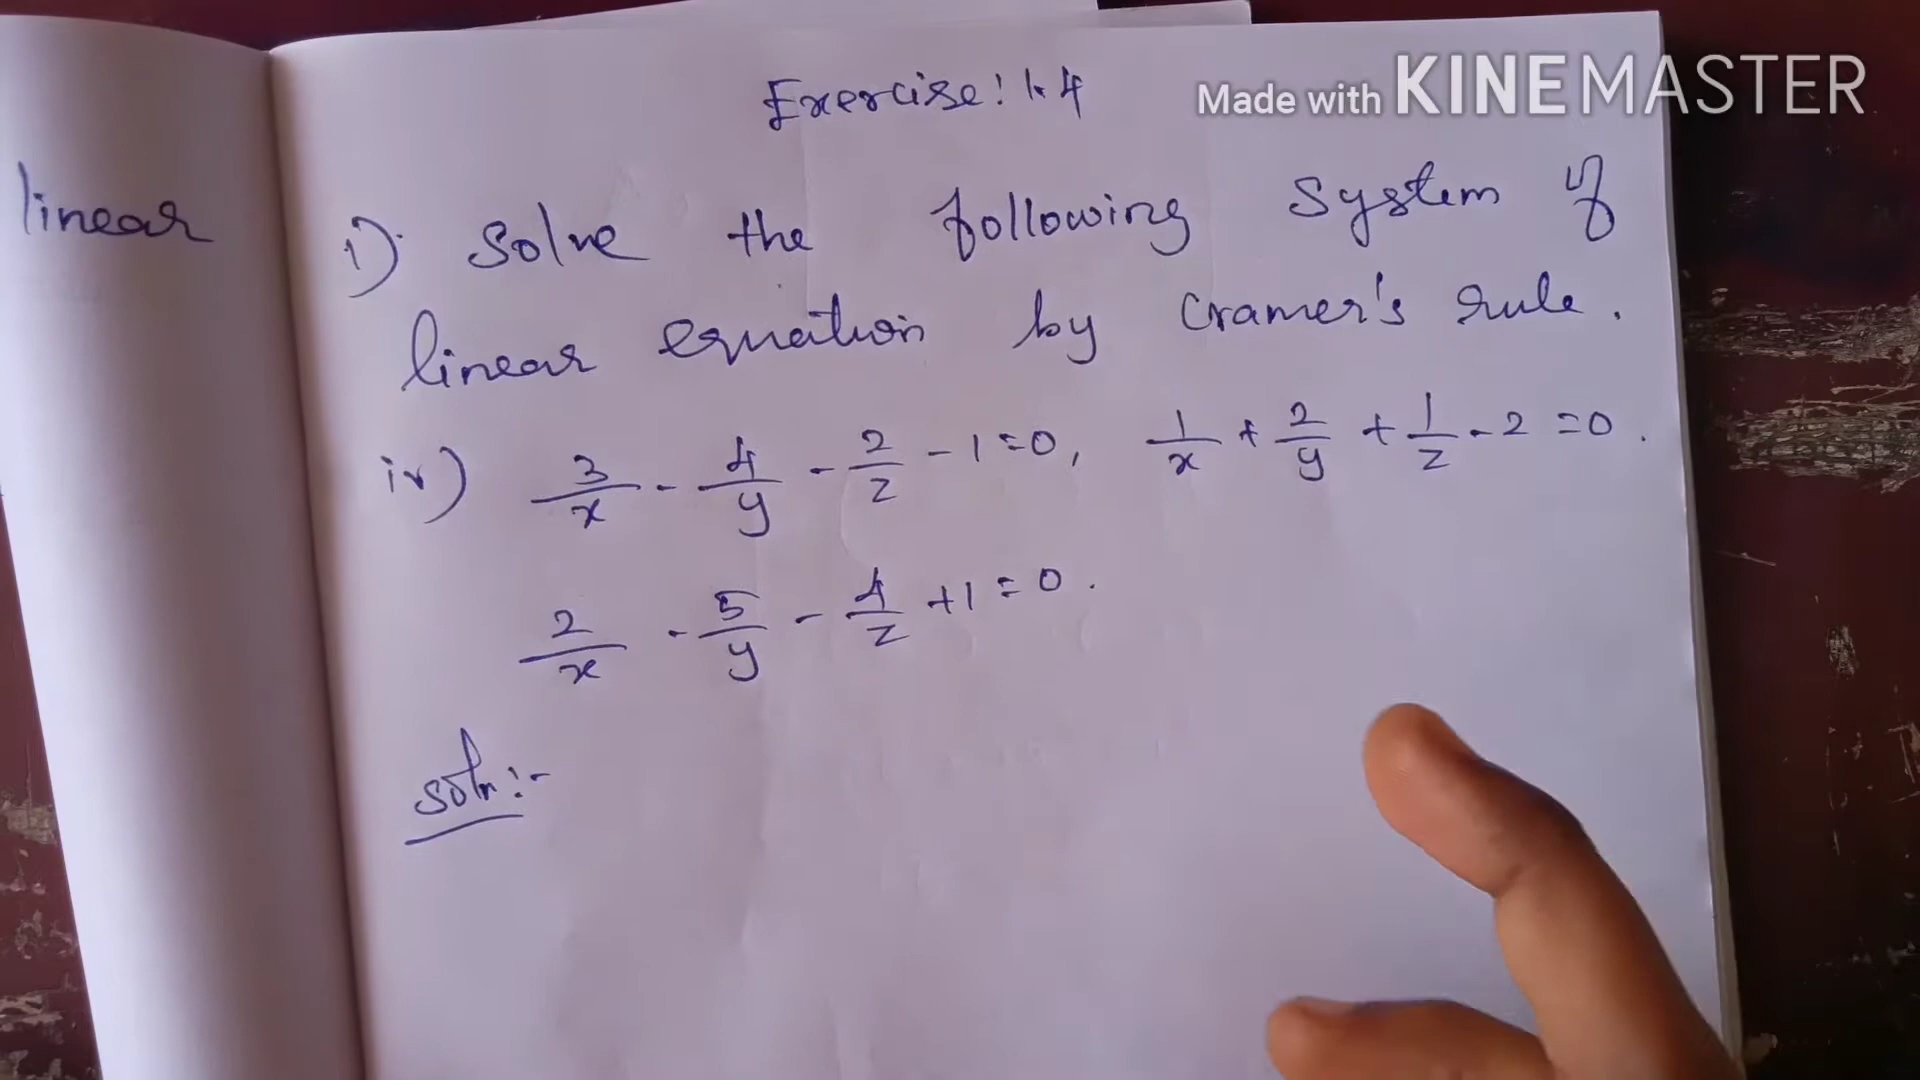 Exercise: 1.4
Made with KINEMASTER
linear
1) Solve the following system of
linear equation by Cramer's rule.
iv) 3/x - 4/y - 2/z - 1 = 0, 1/x + 2/y + 1/z - 2 = 0.
2/x - 5/y - 4/z + 1 = 0.
Soln:-